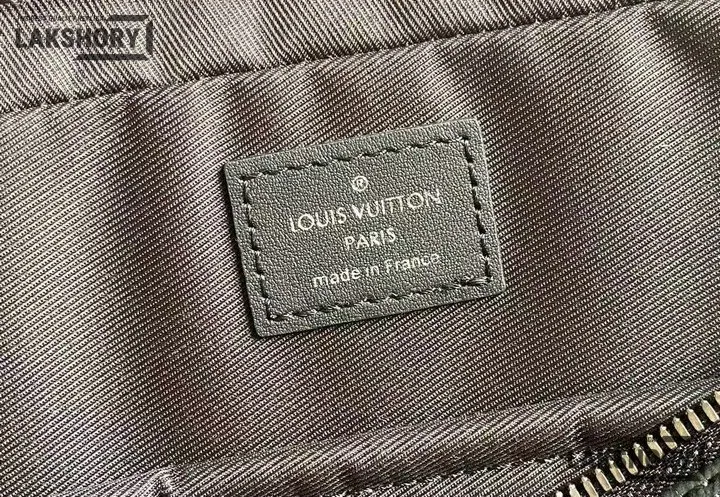 LAKSHORY
®
LOUIS VUITTON
PARIS
made in France